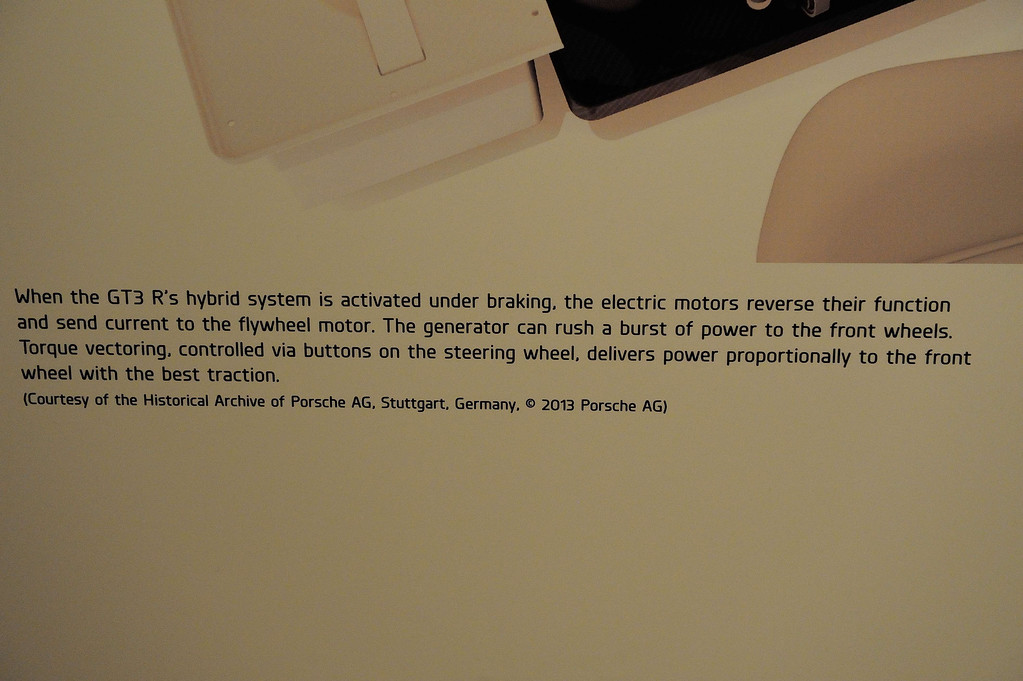 When the GT3 R's hybrid system is activated under braking, the electric motors reverse their function
and send current to the flywheel motor. The generator can rush a burst of power to the front wheels.
Torque vectoring, controlled via buttons on the steering wheel, delivers power proportionally to the front
wheel with the best traction.
(Courtesy of the Historical Archive of Porsche AG, Stuttgart, Germany, © 2013 Porsche AG)